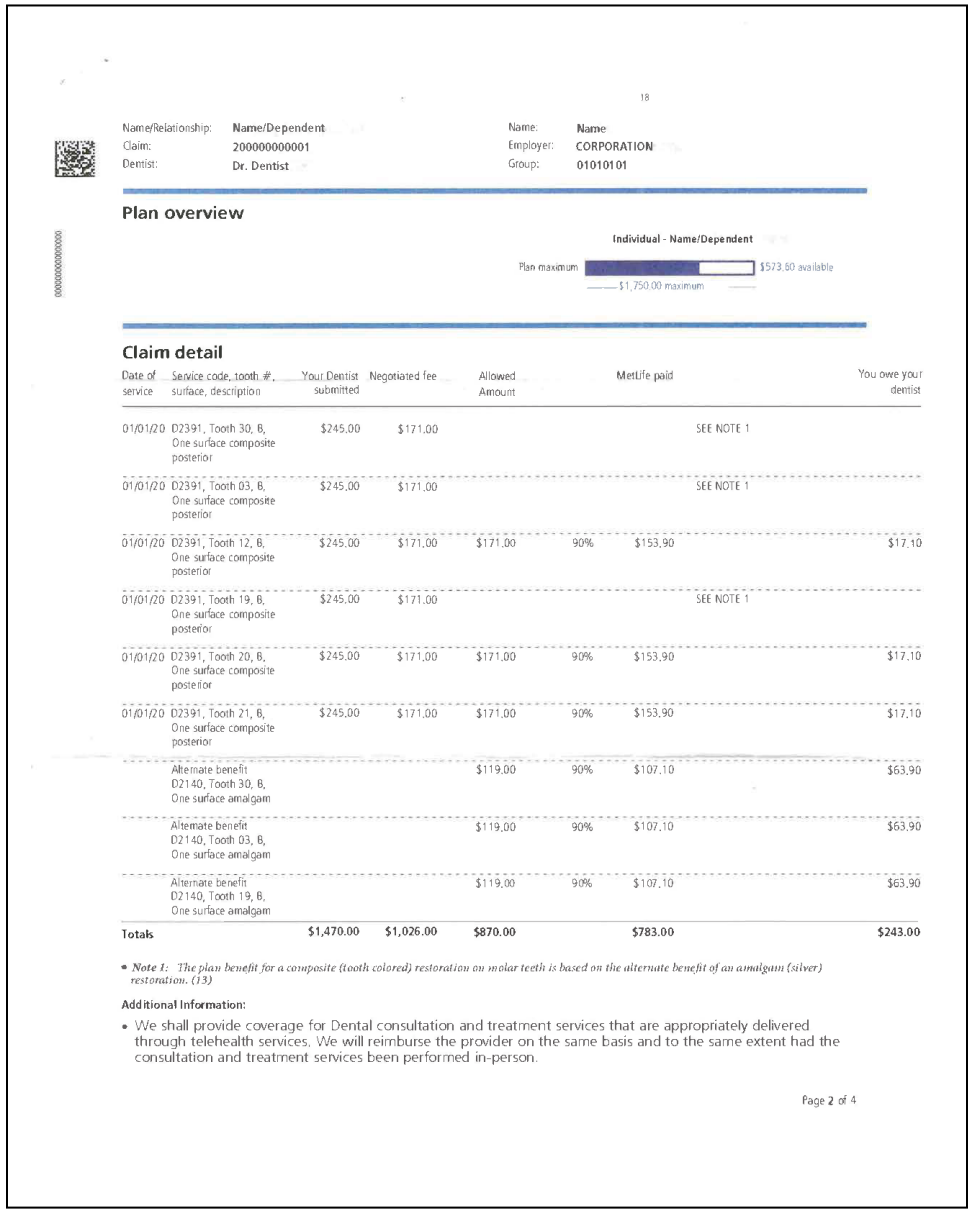 18
Name/Relationship: Name/Dependent Name: Name
Claim: 200000000001 Employer: CORPORATION
Dentist: Dr. Dentist Group: 01010101
Plan overview
Individual - Name/Dependent
Plan maximum $573.60 available
$1,750.00 maximum
Claim detail
Date of Service code, tooth #, Your Dentist Negotiated fee Allowed MetLife paid You owe your
service surface, description submitted Amount dentist
01/01/20 D2391, Tooth 30, B, $245.00 $171.00 SEE NOTE 1
One surface composite
posterior
01/01/20 D2391, Tooth 03, B, $245.00 $171.00 SEE NOTE 1
One surface composite
posterior
01/01/20 D2391, Tooth 12, B, $245.00 $171.00 $171.00 90% $153.90 $17.10
One surface composite
posterior
01/01/20 D2391, Tooth 19, B, $245.00 $171.00 SEE NOTE 1
One surface composite
posterior
01/01/20 D2391, Tooth 20, B, $245.00 $171.00 $171.00 90% $153.90 $17.10
One surface composite
posterior
01/01/20 D2391, Tooth 21, B, $245.00 $171.00 $171.00 90% $153.90 $17.10
One surface composite
posterior
Alternate benefit $119.00 90% $107.10 $63.90
D2140, Tooth 30, B,
One surface amalgam
Alternate benefit $119.00 90% $107.10 $63.90
D2140, Tooth 03, B,
One surface amalgam
Alternate benefit $119.00 90% $107.10 $63.90
D2140, Tooth 19, B,
One surface amalgam
Totals $1,470.00 $1,026.00 $870.00 $783.00 $243.00
• Note 1: The plan benefit for a composite (tooth colored) restoration on molar teeth is based on the alternate benefit of an amalgam (silver)
restoration. (13)
Additional Information:
• We shall provide coverage for Dental consultation and treatment services that are appropriately delivered
through telehealth services. We will reimburse the provider on the same basis and to the same extent had the
consultation and treatment services been performed in-person.
Page 2 of 4